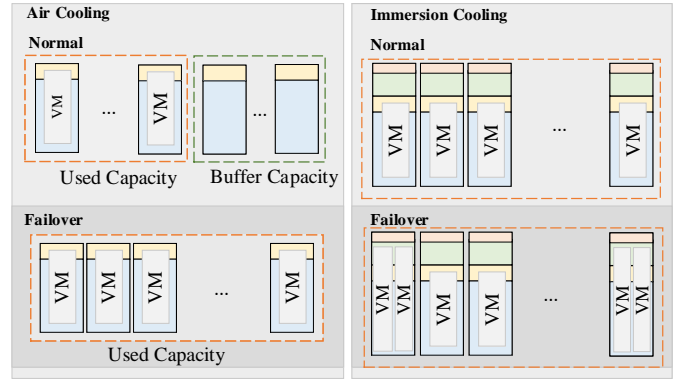 Air Cooling
Normal
VM
...
VM
...
Used Capacity
Buffer Capacity
Failover
VM
VM
VM
...
VM
Used Capacity
Immersion Cooling
Normal
VM
VM
VM
...
VM
Failover
VM
VM
VM
VM
...
VM
VM